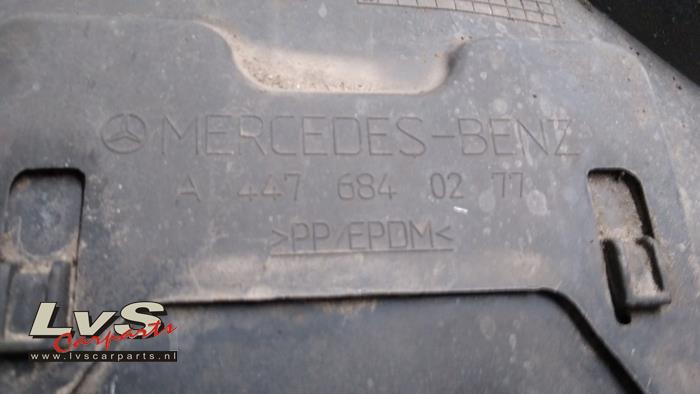 MERCEDES-BENZ
A 447 684 02 77
>PP/EPDM<
LvS
Carparts
www.lvscarparts.nl